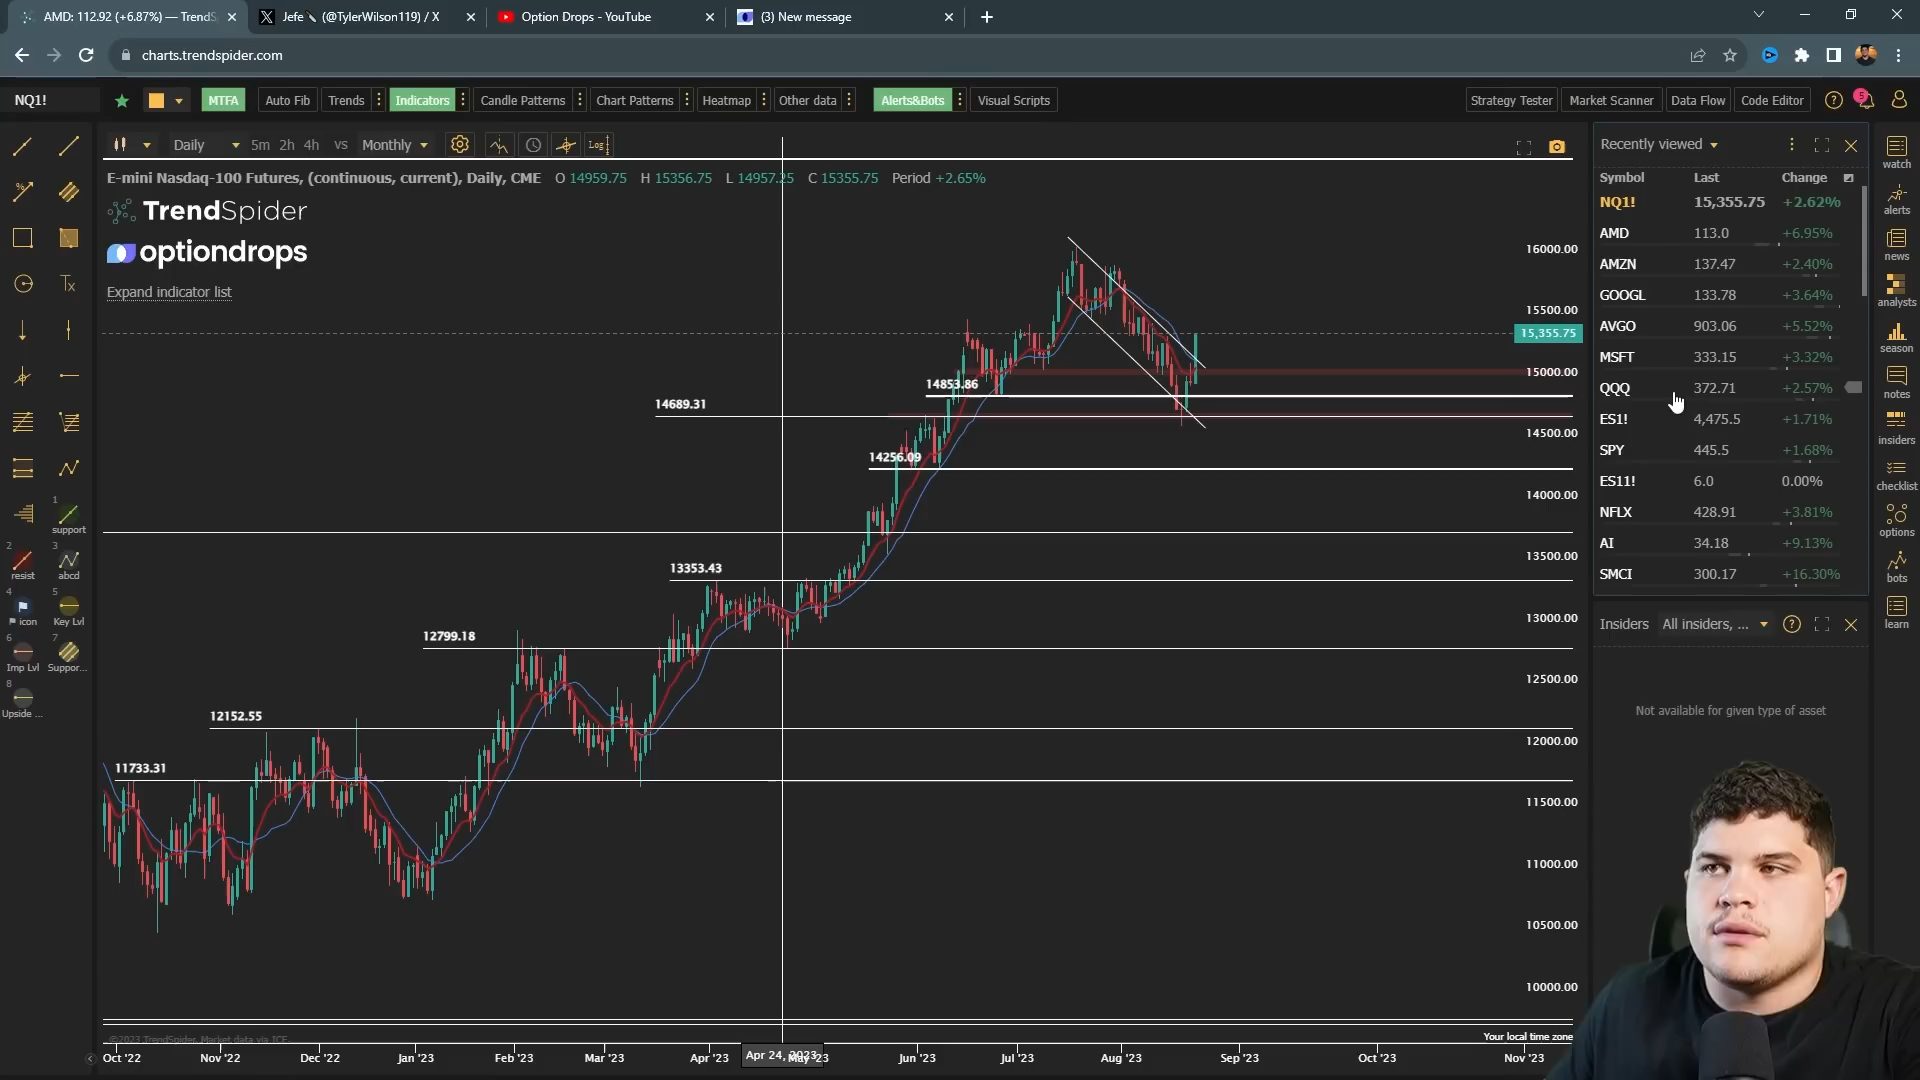 AMD: 112.92 (+6.87%) — TrendS
Jefe (@TylerWilson119) / X
Option Drops - YouTube
(3) New message
charts.trendspider.com
NQ1!
MTFA
Auto Fib
Trends
Indicators
Candle Patterns
Chart Patterns
Heatmap
Other data
Alerts&Bots
Visual Scripts
Strategy Tester
Market Scanner
Data Flow
Code Editor
5
Daily
5m 2h 4h vs Monthly
Log
E-mini Nasdaq-100 Futures, (continuous, current), Daily, CME O 14959.75 H 15356.75 L 14957.25 C 15355.75 Period +2.65%
TrendSpider
optiondrops
Expand indicator list
16000.00
15500.00
15,355.75
15000.00
14500.00
14000.00
13500.00
13000.00
12500.00
12000.00
11500.00
11000.00
10500.00
10000.00
14853.86
14689.31
14256.09
13353.43
12799.18
12152.55
11733.31
©2023 TrendSpider. Market data via ICE
Your local time zone
Oct '22
Nov '22
Dec '22
Jan '23
Feb '23
Mar '23
Apr '23
Apr 24, 2023
May '23
Jun '23
Jul '23
Aug '23
Sep '23
Oct '23
Nov '23
Tx
1
support
2
resist
3
abcd
4
icon
5
Key Lvl
6
Imp Lvl
7
Suppor...
8
Upside ...
Recently viewed
Symbol Last Change
NQ1! 15,355.75 +2.62%
AMD 113.0 +6.95%
AMZN 137.47 +2.40%
GOOGL 133.78 +3.64%
AVGO 903.06 +5.52%
MSFT 333.15 +3.32%
QQQ 372.71 +2.57%
ES1! 4,475.5 +1.71%
SPY 445.5 +1.68%
ES11! 6.0 0.00%
NFLX 428.91 +3.81%
AI 34.18 +9.13%
SMCI 300.17 +16.30%
Insiders All insiders, ...
Not available for given type of asset
watch
alerts
news
analysts
season
notes
insiders
checklist
options
bots
learn